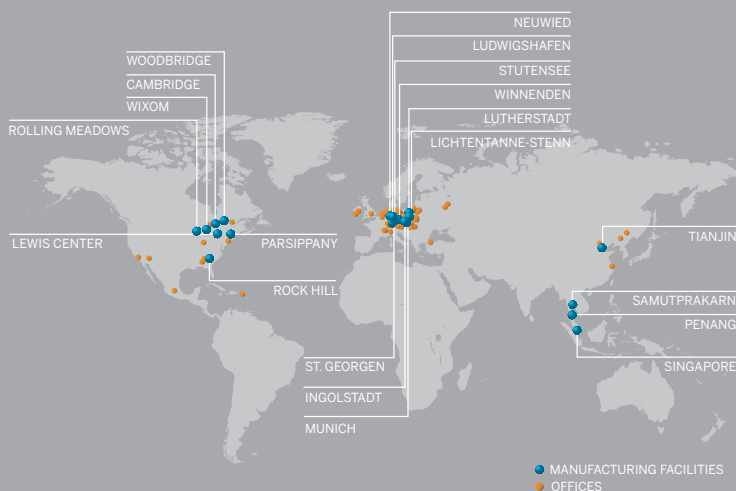 NEUWIED
LUDWIGSHAFEN
STUTENSEE
WINNENDEN
LUTHERSTADT
LICHTENTANNE-STENN
WOODBRIDGE
CAMBRIDGE
WIXOM
ROLLING MEADOWS
LEWIS CENTER
PARSIPPANY
ROCK HILL
TIANJIN
SAMUTPRAKARN
PENANG
SINGAPORE
ST. GEORGEN
INGOLSTADT
MUNICH
MANUFACTURING FACILITIES
OFFICES